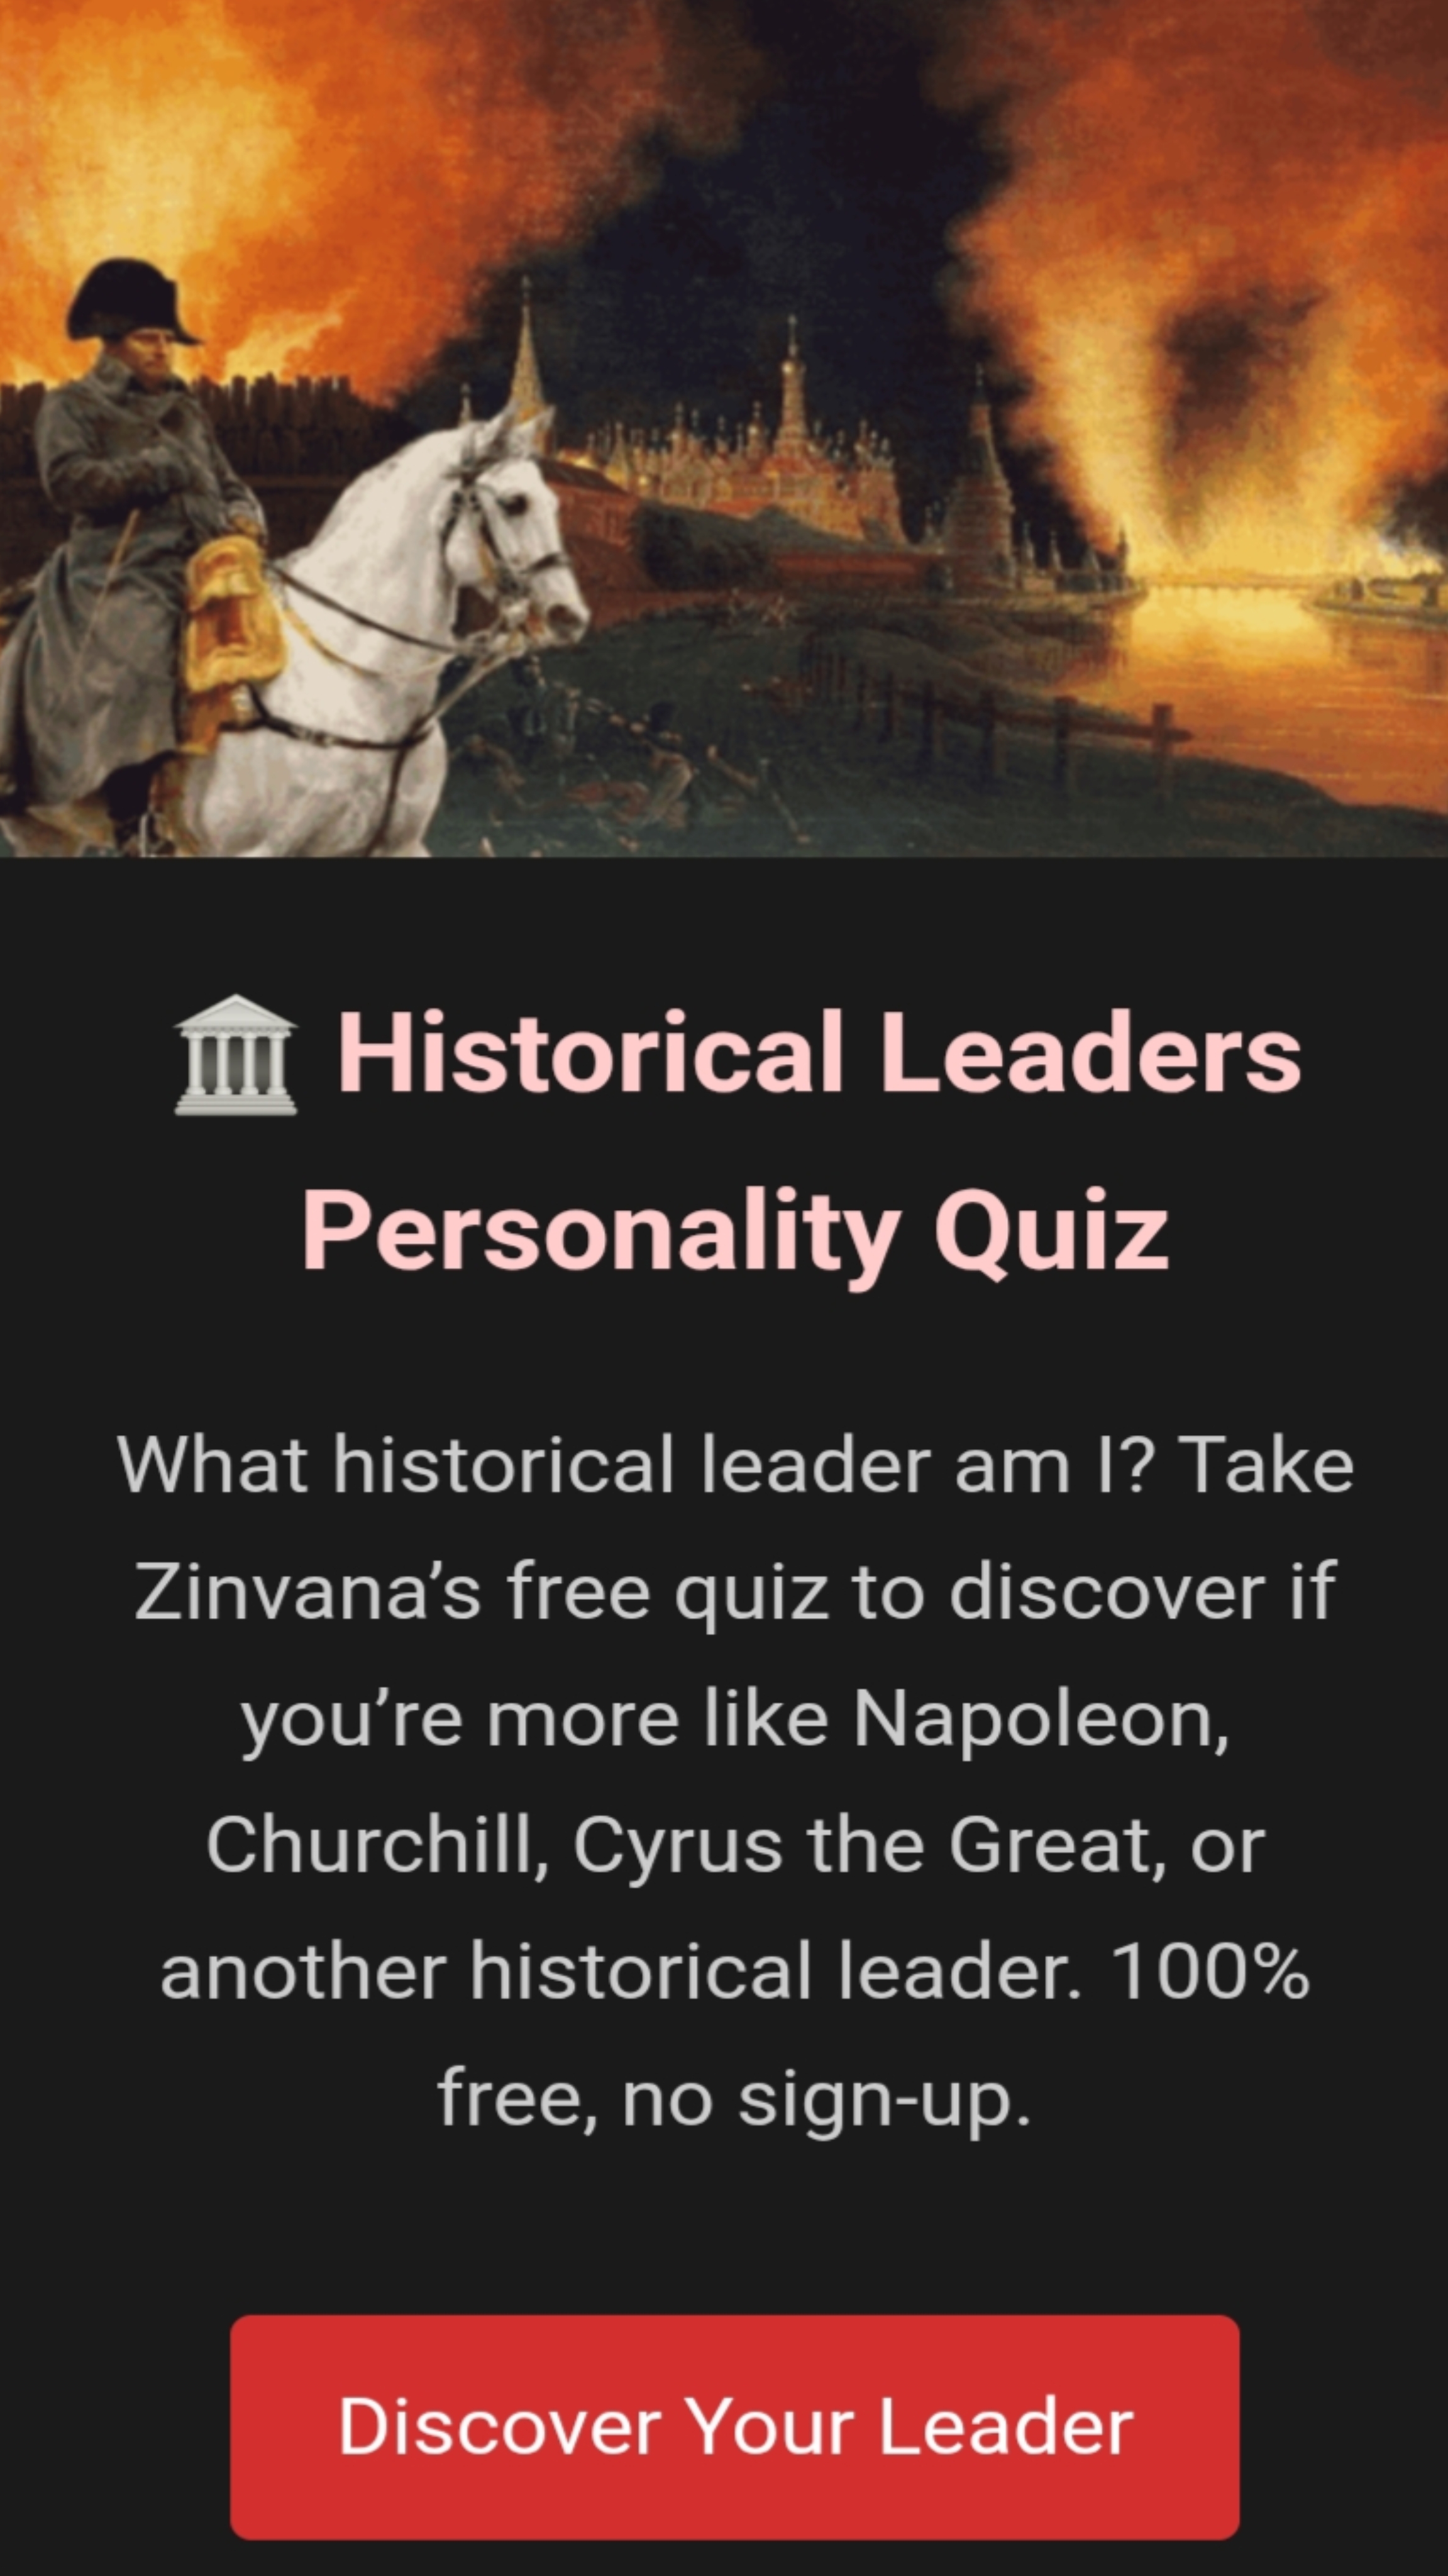 Historical Leaders
Personality Quiz
What historical leader am I? Take
Zinvana’s free quiz to discover if
you’re more like Napoleon,
Churchill, Cyrus the Great, or
another historical leader. 100%
free, no sign-up.
Discover Your Leader